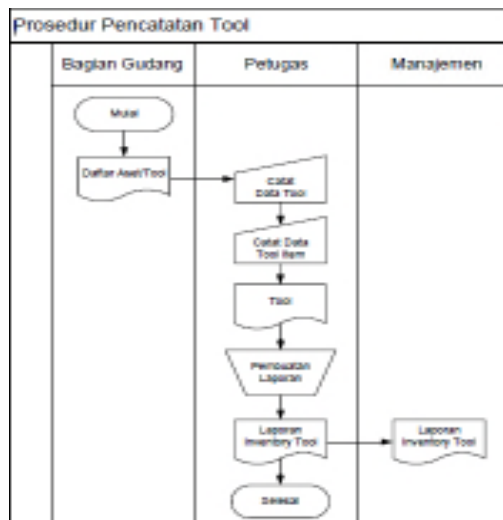 Prosedur Pencatatan Tool
Bagian Gudang
Petugas
Manajemen
Mulai
Daftar Aset/Tool
Catat
Data Tool
Catat Data
Tool Item
Tool
Pembuatan
Laporan
Laporan
Inventory Tool
Laporan
Inventory Tool
Selesai